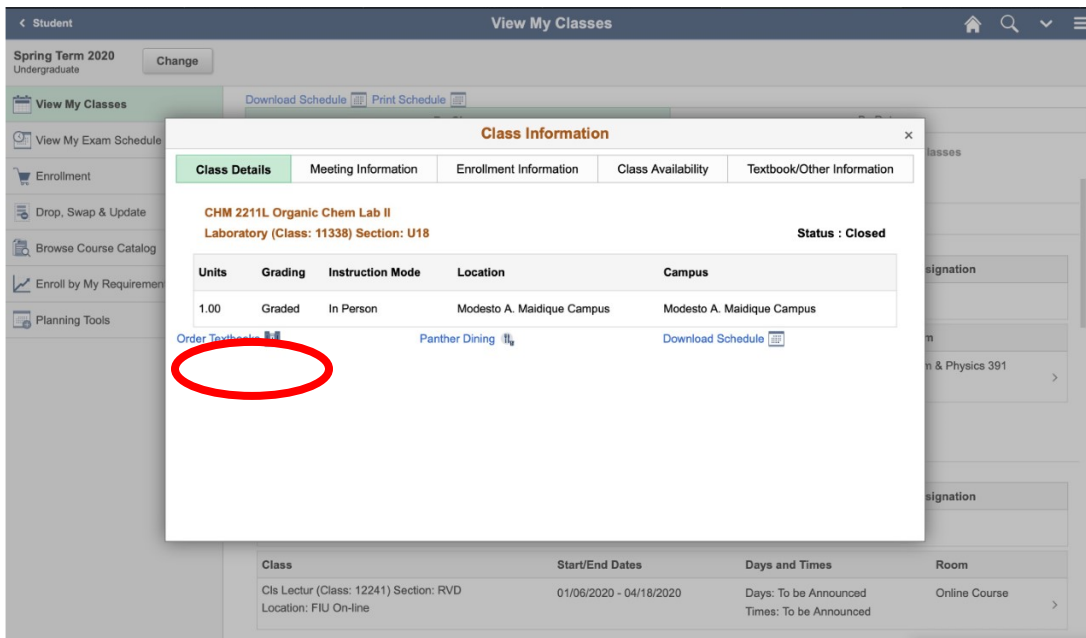 Student
View My Classes
Spring Term 2020
Undergraduate
Change
View My Classes
View My Exam Schedule
Enrollment
Drop, Swap & Update
Browse Course Catalog
Enroll by My Requiremen
Planning Tools
Download Schedule Print Schedule
lasses
Class Information
×
Class Details Meeting Information Enrollment Information Class Availability Textbook/Other Information
CHM 2211L Organic Chem Lab II
Laboratory (Class: 11338) Section: U18 Status : Closed
Units Grading Instruction Mode Location Campus
1.00 Graded In Person Modesto A. Maidique Campus Modesto A. Maidique Campus
Order Textbooks Panther Dining Download Schedule
signation
m
m & Physics 391
signation
Class Start/End Dates Days and Times Room
Cls Lectur (Class: 12241) Section: RVD 01/06/2020 - 04/18/2020 Days: To be Announced Online Course
Location: FIU On-line Times: To be Announced